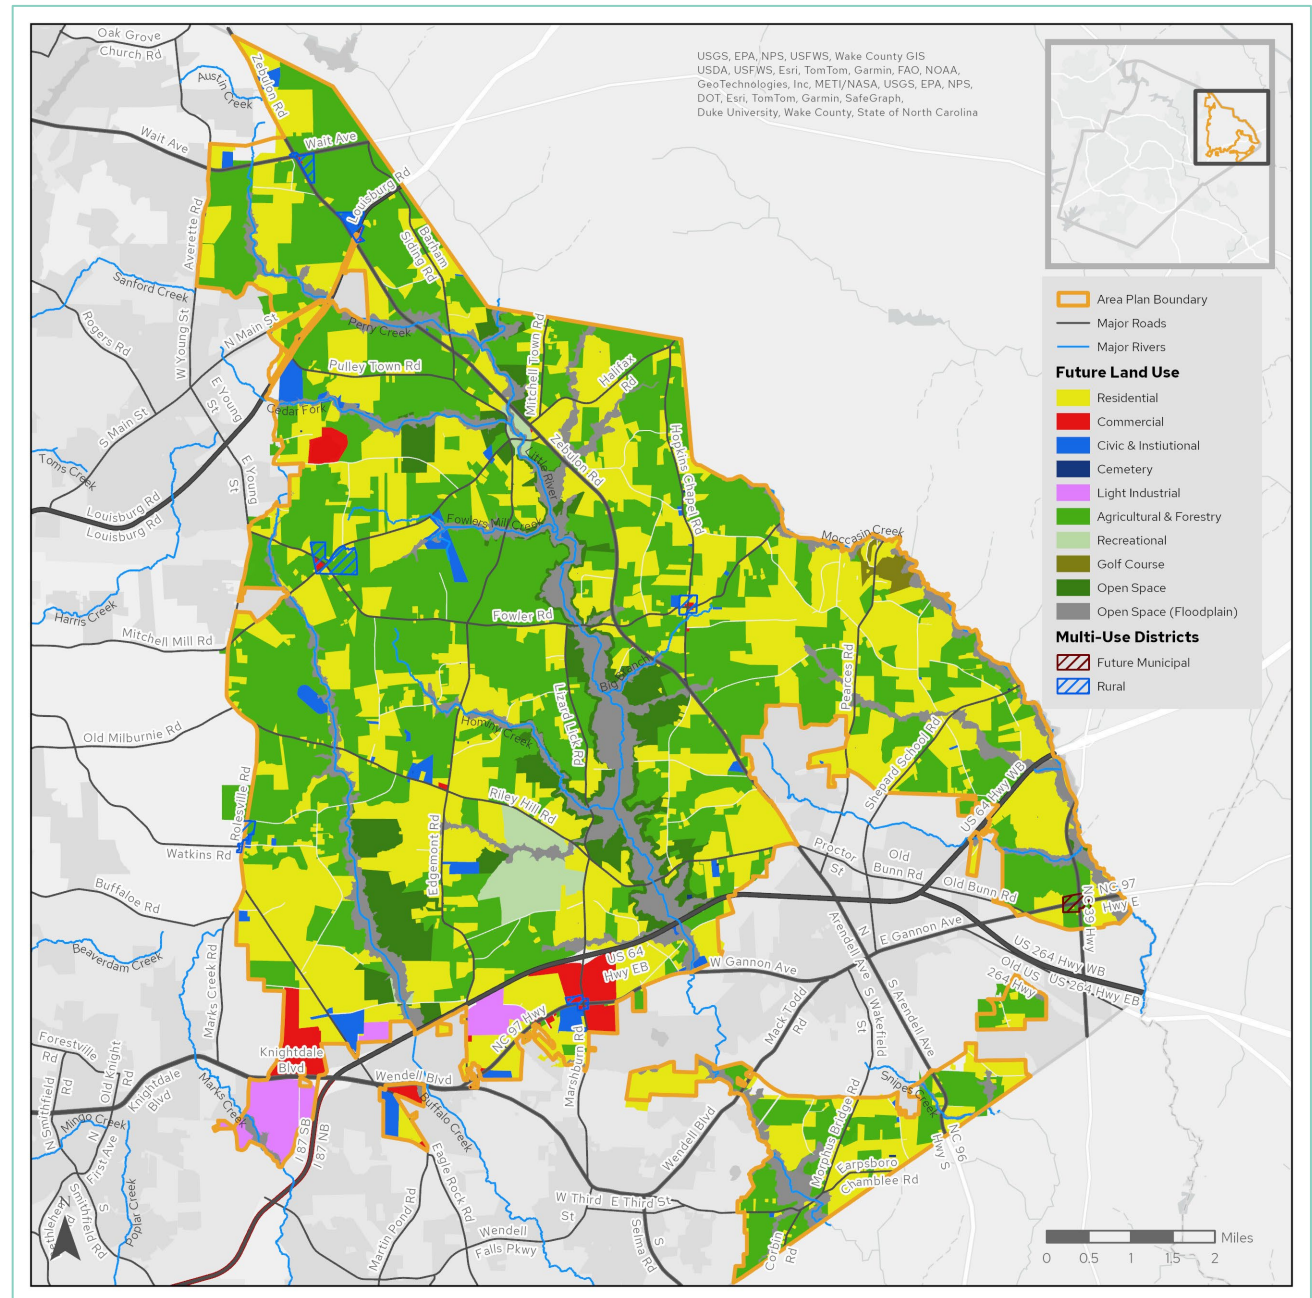 USGS, EPA, NPS, USFWS, Wake County GIS
USDA, USFWS, Esri, TomTom, Garmin, FAO, NOAA,
GeoTechnologies, Inc, METI/NASA, USGS, EPA, NPS,
DOT, Esri, TomTom, Garmin, SafeGraph,
Duke University, Wake County, State of North Carolina
Area Plan Boundary
Major Roads
Major Rivers
Future Land Use
Residential
Commercial
Civic & Instiutional
Cemetery
Light Industrial
Agricultural & Forestry
Recreational
Golf Course
Open Space
Open Space (Floodplain)
Multi-Use Districts
Future Municipal
Rural
0 0.5 1 2 Miles
Oak Grove
Church Rd
Austin
Creek
Zebulon Rd
Wait Ave
Wait Ave
Louisburg Rd
Barham
Siding Rd
Averette Rd
Sanford Creek
Rogers Rd
W Young St
N Main St
Perry Creek
Pulley Town Rd
Mitchell Town Rd
Halifax
Rd
E Young
St
Cedar Fork
S Main St
Toms Creek
E Young
St
Louisburg Rd
Louisburg Rd
Zebulon Rd
Little River
Hopkins Chapel Rd
Fowlers Mill Creek
Moccasin Creek
Harris Creek
Mitchell Mill Rd
Fowler Rd
Big Branch
Pearces Rd
Lizard Lick Rd
Hominy Creek
Old Milburnie Rd
Shepard School Rd
US 64 Hwy WB
Rolesville Rd
Riley Hill Rd
Edgemont Rd
Watkins Rd
Proctor
St
Old
Bunn Rd
Old Bunn Rd
Buffaloe Rd
NC 97
Hwy E
NC 39 Hwy
Beaverdam Creek
Marks Creek Rd
N
Arendell Ave
E Gannon Ave
US 264 Hwy WB
US 64
Hwy EB
W Gannon Ave
Old US
264 Hwy
US 264 Hwy EB
NC 97 Hwy
Mack Todd
Rd
S Arendell Ave
S Wakefield
St
Forestville
Rd
Old Knight
Rd
Knightdale
Blvd
Knightdale
Blvd
Marks Creek
Wendell Blvd
Marshburn Rd
Buffalo Creek
Snipes Creek
N Smithfield
Rd
Mingo Creek
N
First Ave
I 87 SB
I 87 NB
Wendell Blvd
Morphus Bridge Rd
NC 96
Hwy S
Earpsboro
Chamblee Rd
Eagle Rock Rd
W Third
St
E Third St
Wendell
Falls Pkwy
Martin Pond Rd
S
Selma Rd
Corbin
Rd
S
Smithfield Rd
Poplar Creek
Rd